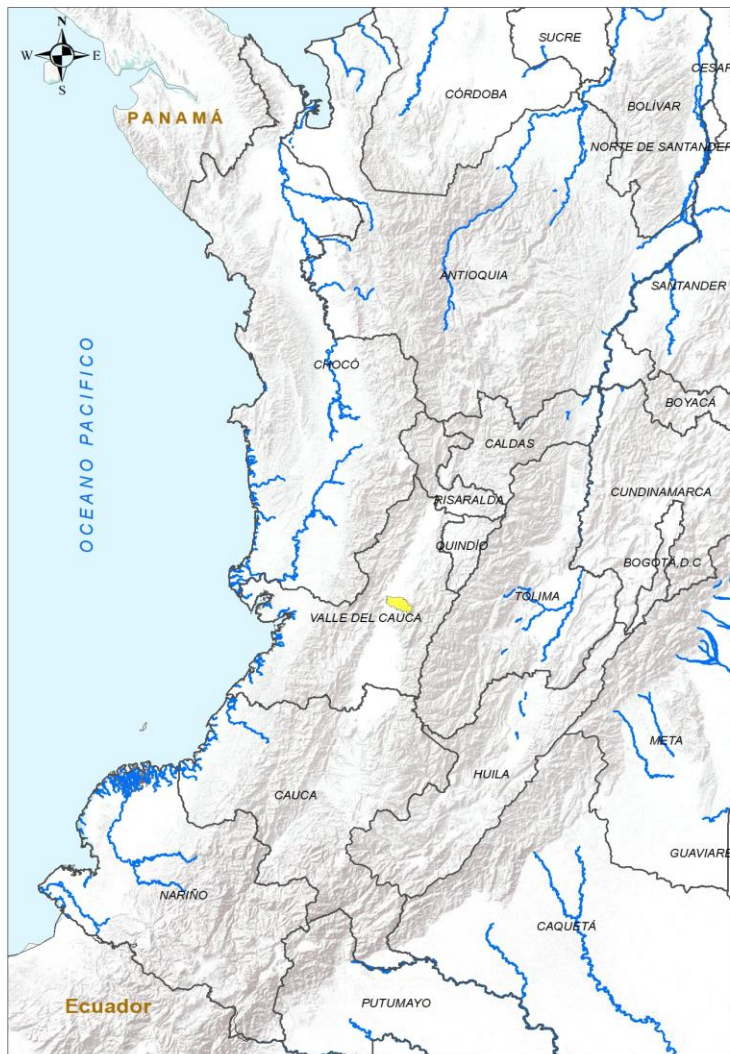 N
W E
S
SUCRE
CESAR
CÓRDOBA
BOLÍVAR
PANAMÁ
NORTE DE SANTANDER
ANTIOQUIA
SANTANDER
CHOCÓ
OCEANO PACIFICO
BOYACÁ
CALDAS
CUNDINAMARCA
RISARALDA
QUINDÍO
BOGOTÁ,D.C
TOLIMA
VALLE DEL CAUCA
META
HUILA
CAUCA
GUAVIARE
NARIÑO
CAQUETÁ
Ecuador
PUTUMAYO